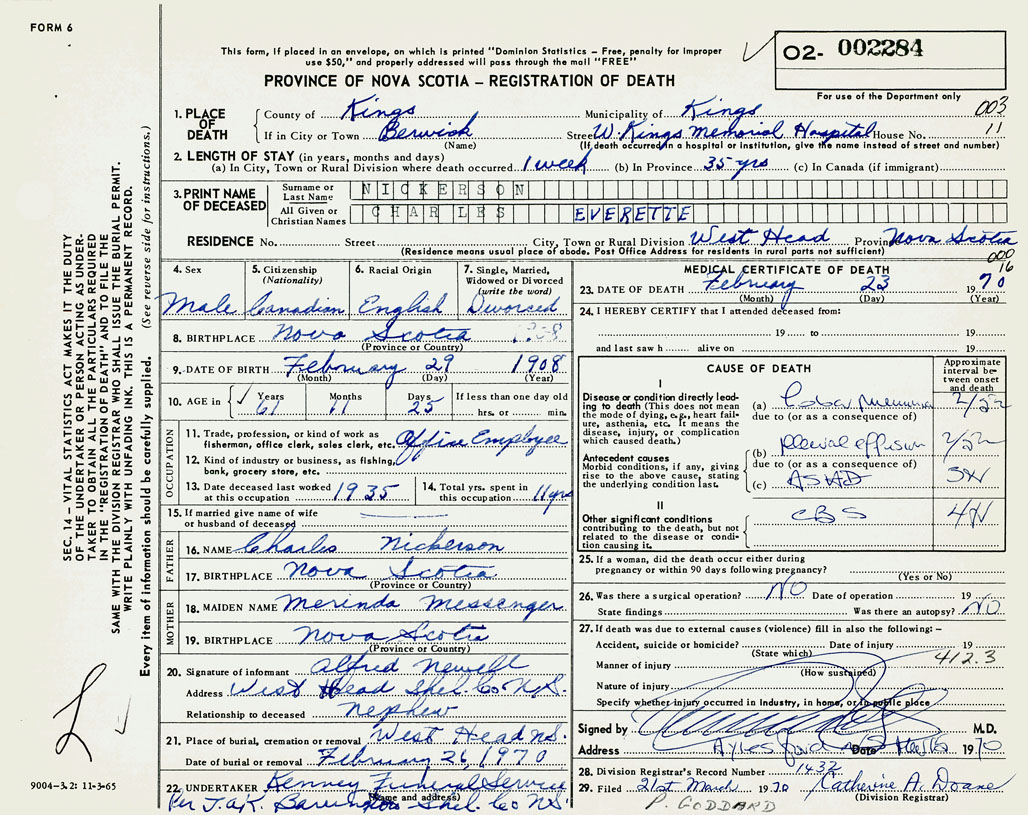 FORM 6
This form, if placed in an envelope, on which is printed "Dominion Statistics – Free, penalty for improper
use $50," and properly addressed will pass through the mail "FREE"
PROVINCE OF NOVA SCOTIA – REGISTRATION OF DEATH
O2- 002284
For use of the Department only
003
11
1. PLACE OF DEATH
County of Kings Municipality of Kings
If in City or Town Berwick Street W. Kings Memorial Hospital House No.
(Name) (If death occurred in a hospital or institution, give the name instead of street and number)
2. LENGTH OF STAY (in years, months and days)
(a) In City, Town or Rural Division where death occurred 1 week (b) In Province 35 yrs (c) In Canada (if immigrant)
3. PRINT NAME OF DECEASED
Surname or Last Name NICKERSON
All Given or Christian Names CHARLES EVERETTE
RESIDENCE No. Street City, Town or Rural Division West Head Province Nova Scotia
(Residence means usual place of abode. Post Office Address for residents in rural parts not sufficient)
000
16
4. Sex Male
5. Citizenship (Nationality) Canadian
6. Racial Origin English
7. Single, Married, Widowed or Divorced (write the word) Divorced
8. BIRTHPLACE Nova Scotia
(Province or Country)
9. DATE OF BIRTH February 29 1908
(Month) (Day) (Year)
10. AGE in Years 61 Months 11 Days 25 If less than one day old
hrs. or min.
OCCUPATION
11. Trade, profession, or kind of work as
fisherman, office clerk, sales clerk, etc. Office Employee
12. Kind of industry or business, as fishing,
bank, grocery store, etc.
13. Date deceased last worked at this occupation 1935
14. Total yrs. spent in this occupation 11 yrs
15. If married give name of wife
or husband of deceased
FATHER
16. NAME Charles Nickerson
17. BIRTHPLACE Nova Scotia
(Province or Country)
MOTHER
18. MAIDEN NAME Merinda Messenger
19. BIRTHPLACE Nova Scotia
(Province or Country)
20. Signature of informant Alfred Newell
Address West Head Shel. Co N.S.
Relationship to deceased Nephew
21. Place of burial, cremation or removal West Head NS.
Date of burial or removal February 26, 1970
22. UNDERTAKER Kenney Funeral Service
(Name and address)
Per J.A.K. Shel. Co NS
MEDICAL CERTIFICATE OF DEATH
23. DATE OF DEATH February 23 1970
(Month) (Day) (Year)
24. I HEREBY CERTIFY that I attended deceased from:
19 to 19
and last saw h alive on 19
CAUSE OF DEATH
Approximate interval between onset and death
I
Disease or condition directly lead-
ing to death (This does not mean
the mode of dying, e.g., heart fail-
ure, asthenia, etc. It means the
disease, injury, or complication
which caused death.)
(a) Lobar pneumonia
due to (or as a consequence of)
Antecedent causes
Morbid conditions, if any, giving
rise to the above cause, stating
the underlying condition last.
(b) pleural effusion
due to (or as a consequence of)
(c) ASHD
II
Other significant conditions
contributing to the death, but not
related to the disease or condi-
tion causing it.
CBS
25. If a woman, did the death occur either during
pregnancy or within 90 days following pregnancy?
(Yes or No)
26. Was there a surgical operation? NO Date of operation 19
State findings Was there an autopsy? NO
27. If death was due to external causes (violence) fill in also the following: –
Accident, suicide or homicide? Date of injury 19
(State which)
412.3
Manner of injury
(How sustained)
Nature of injury
Specify whether injury occurred in industry, in home, or in public place
Signed by M.D.
Address Aylesford NS Date 1970
28. Division Registrar's Record Number 1432
29. Filed 21st March 1970 Catherine A. Doane
(Division Registrar)
P. GODDARD
SEC. 14 – VITAL STATISTICS ACT MAKES IT THE DUTY
OF THE UNDERTAKER OR PERSON ACTING AS UNDER-
TAKER TO OBTAIN ALL THE PARTICULARS REQUIRED
IN THE "REGISTRATION OF DEATH" AND TO FILE THE
SAME WITH THE DIVISION REGISTRAR WHO SHALL ISSUE THE BURIAL PERMIT.
WRITE PLAINLY WITH UNFADING INK. THIS IS A PERMANENT RECORD.
Every item of information should be carefully supplied. (See reverse side for instructions.)
9004-3.2: 11-3-65